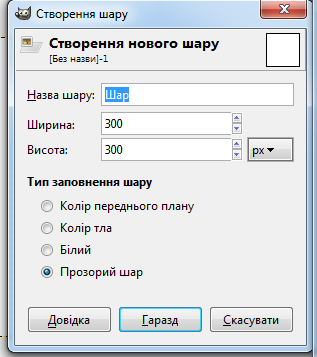 Створення шару
Створення нового шару
[Без назви]-1
Назва шару: Шар
Ширина: 300
Висота: 300 px
Тип заповнення шару
Колір переднього плану
Колір тла
Білий
Прозорий шар
Довідка Гаразд Скасувати